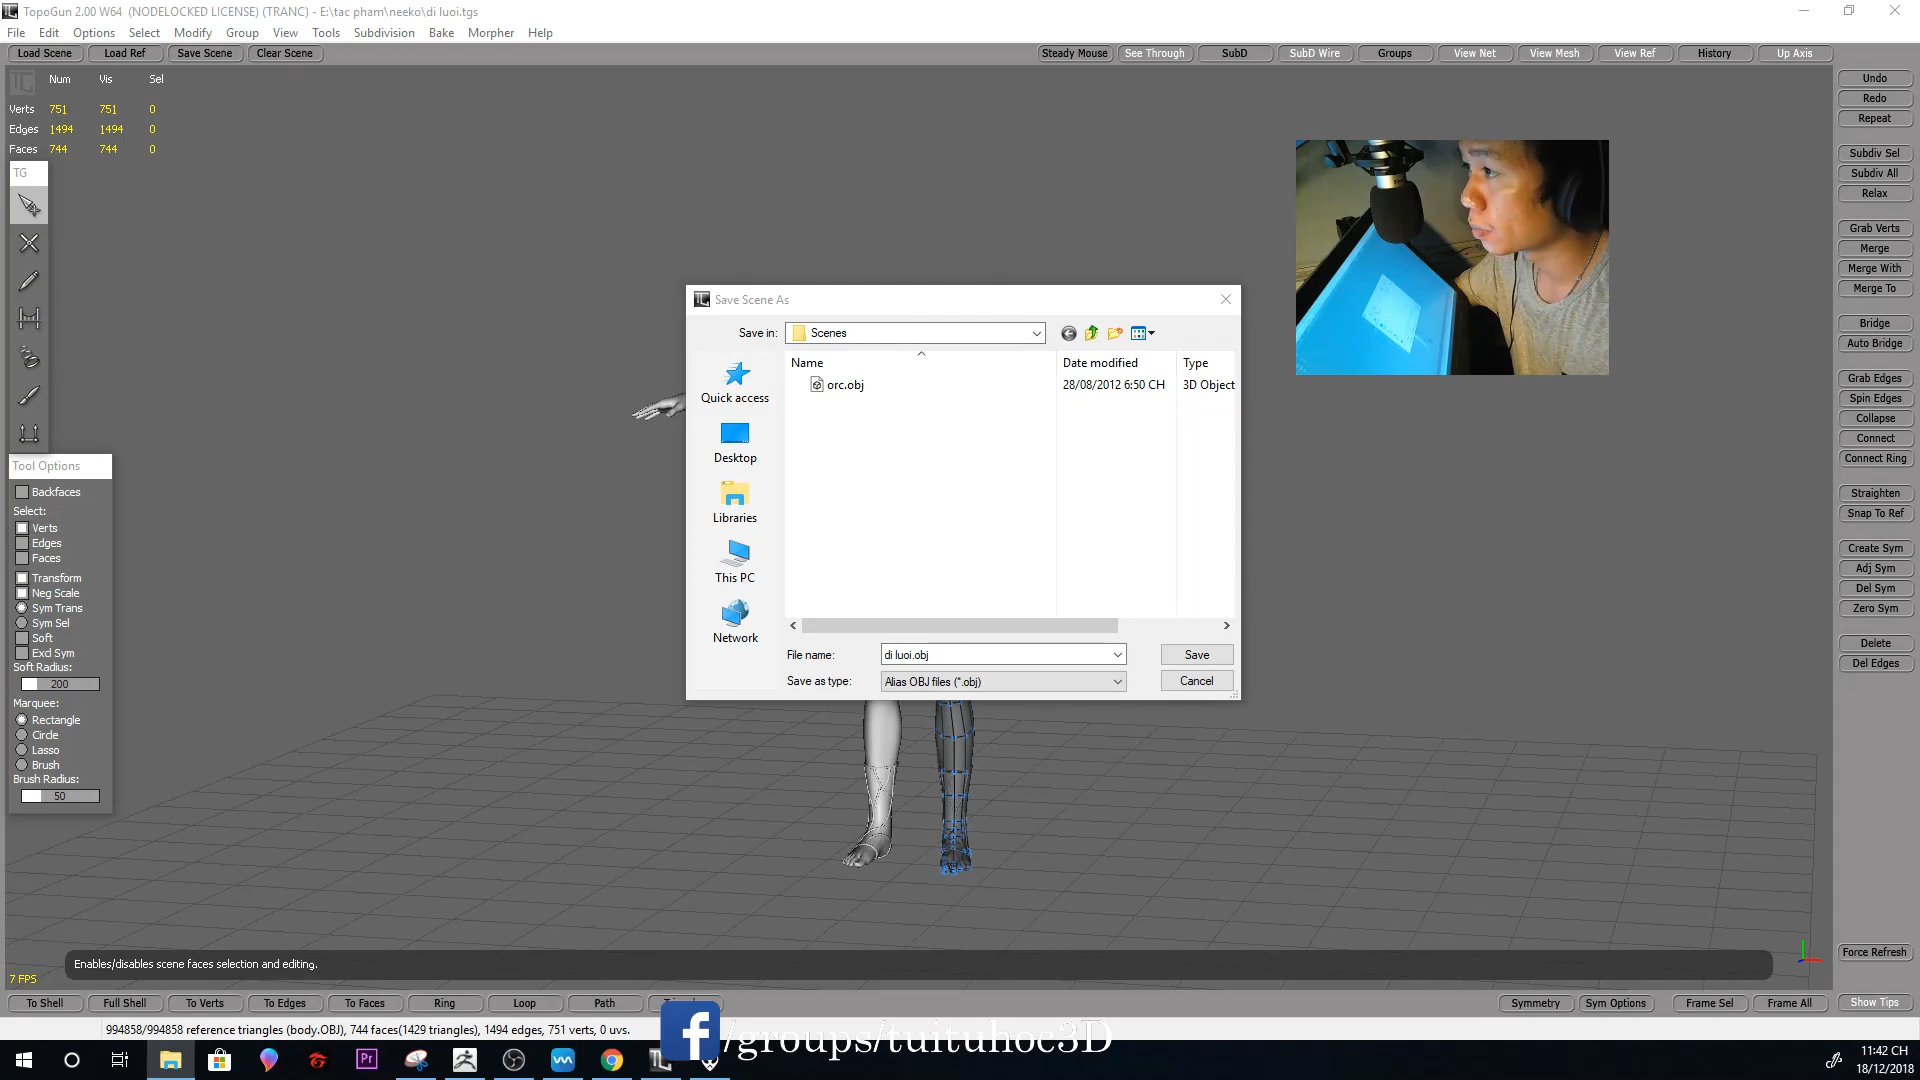 TopoGun 2.00 W64  (NODELOCKED LICENSE) (TRANC) - E:\tac pham\neeko\di luoi.tgs
File Edit Options Select Modify Group View Tools Subdivision Bake Morpher Help
Load Scene Load Ref Save Scene Clear Scene Steady Mouse See Through SubD SubD Wire Groups View Net View Mesh View Ref History Up Axis
Num Vis Sel
Verts 751 751 0
Edges 1494 1494 0
Faces 744 744 0
TG
Tool Options
Backfaces
Select:
Verts
Edges
Faces
Transform
Neg Scale
Sym Trans
Sym Sel
Soft
Excl Sym
Soft Radius:
200
Marquee:
Rectangle
Circle
Lasso
Brush
Brush Radius:
50
Save Scene As
Save in: Scenes
Name Date modified Type
orc.obj 28/08/2012 6:50 CH 3D Object
Quick access
Desktop
Libraries
This PC
Network
File name: di luoi.obj Save
Save as type: Alias OBJ files (*.obj) Cancel
Undo
Redo
Repeat
Subdiv Sel
Subdiv All
Relax
Grab Verts
Merge
Merge With
Merge To
Bridge
Auto Bridge
Grab Edges
Spin Edges
Collapse
Connect
Connect Ring
Straighten
Snap To Ref
Create Sym
Adj Sym
Del Sym
Zero Sym
Delete
Del Edges
Force Refresh
Enables/disables scene faces selection and editing.
7 FPS
To Shell Full Shell To Verts To Edges To Faces Ring Loop Path Symmetry Sym Options Frame Sel Frame All Show Tips
994858/994858 reference triangles (body.OBJ), 744 faces(1429 triangles), 1494 edges, 751 verts, 0 uvs.
f /groups/tuituhoc3D
Pr
11:42 CH
18/12/2018